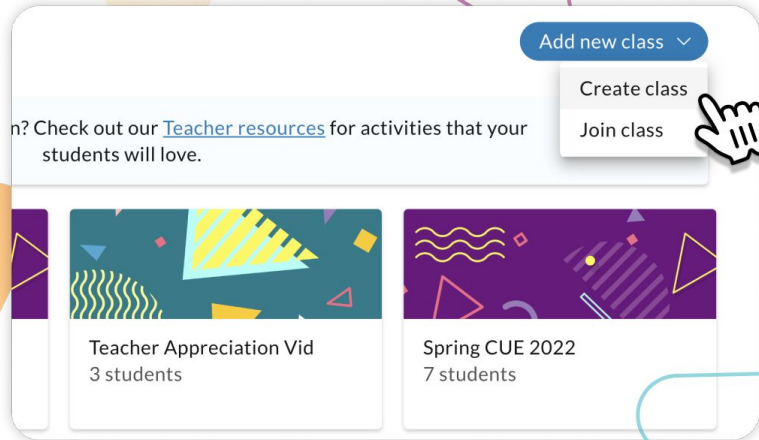 Add new class
Create class
Join class
n? Check out our Teacher resources for activities that your
students will love.
Teacher Appreciation Vid
3 students
Spring CUE 2022
7 students